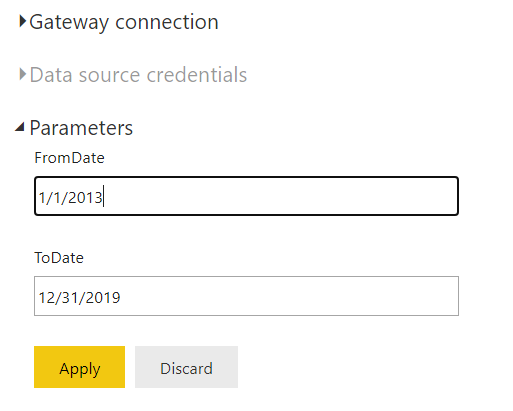 Gateway connection
Data source credentials
Parameters
FromDate
1/1/2013
ToDate
12/31/2019
Apply Discard